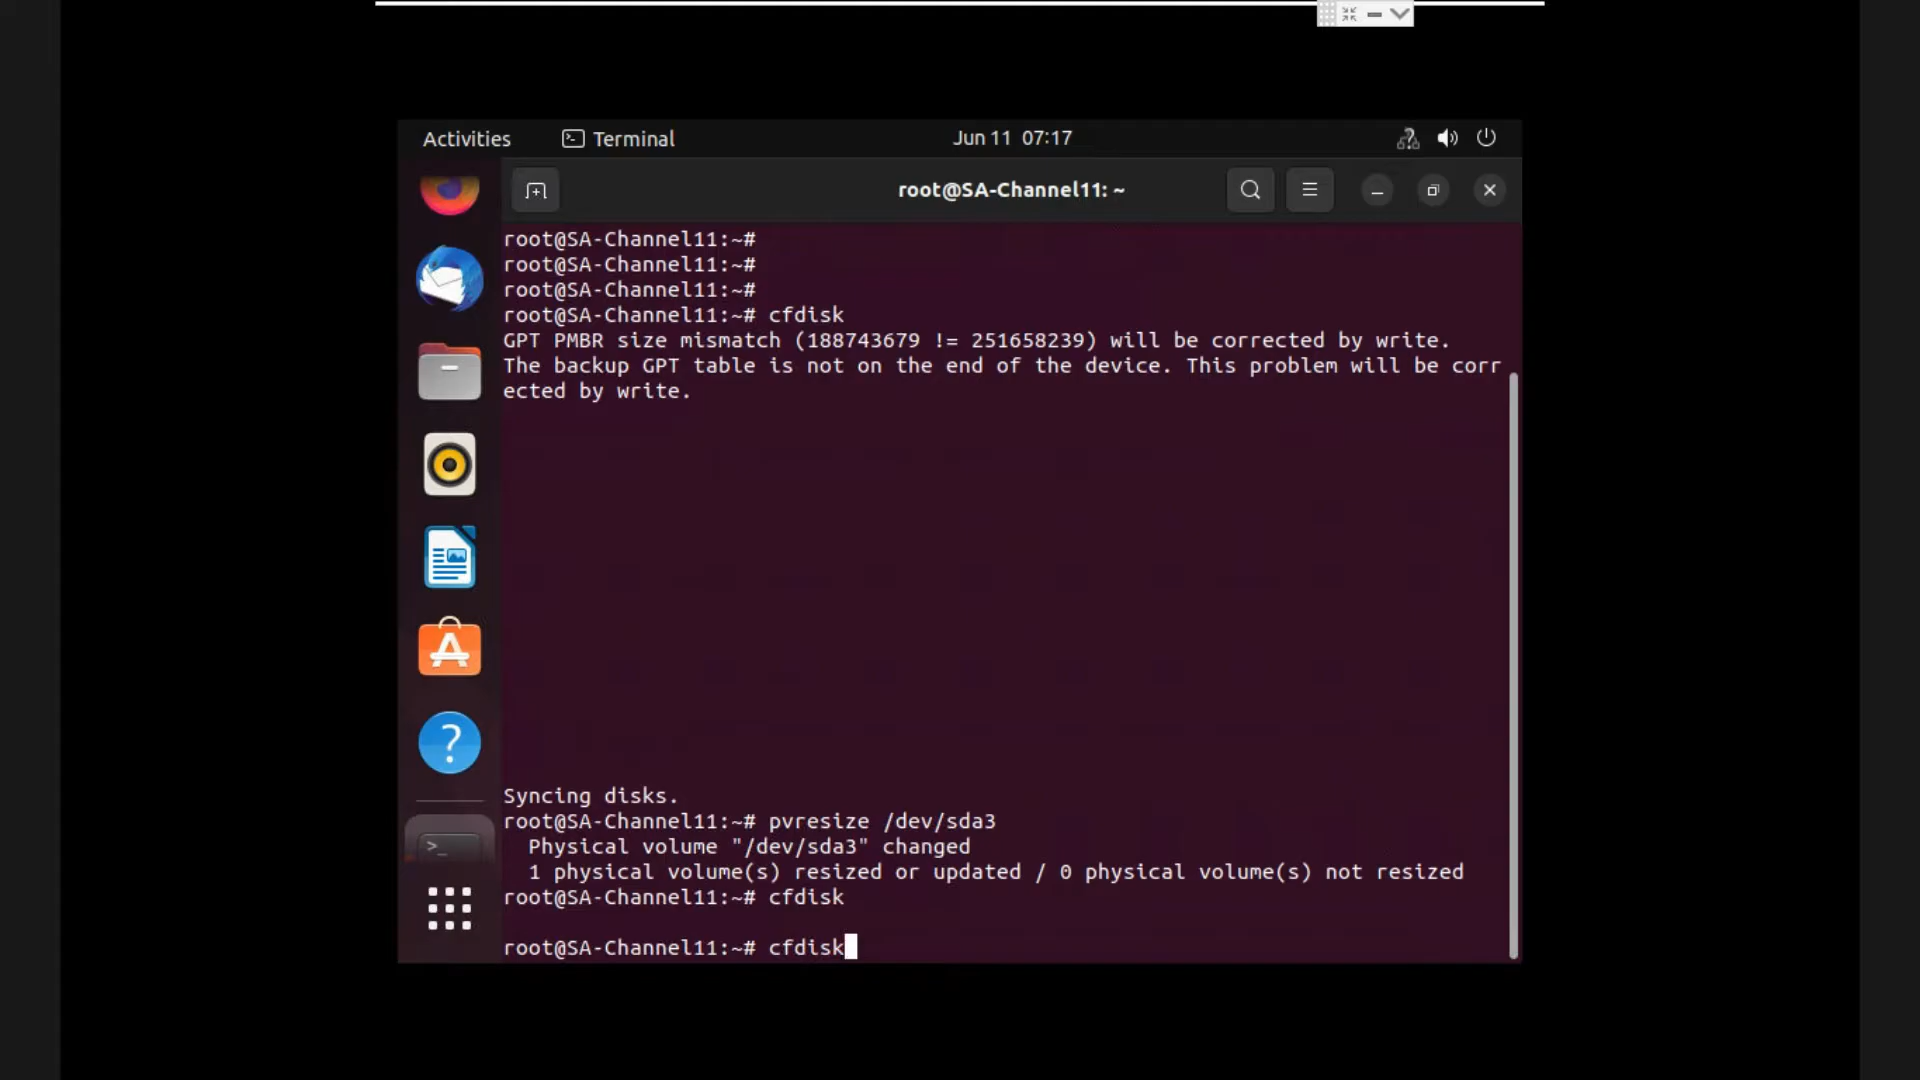 Activities
Terminal
Jun 11 07:17
root@SA-Channel11: ~
root@SA-Channel11:~#
root@SA-Channel11:~#
root@SA-Channel11:~#
root@SA-Channel11:~# cfdisk
GPT PMBR size mismatch (188743679 != 251658239) will be corrected by write.
The backup GPT table is not on the end of the device. This problem will be corr
ected by write.
Syncing disks.
root@SA-Channel11:~# pvresize /dev/sda3
Physical volume "/dev/sda3" changed
1 physical volume(s) resized or updated / 0 physical volume(s) not resized
root@SA-Channel11:~# cfdisk
root@SA-Channel11:~# cfdisk